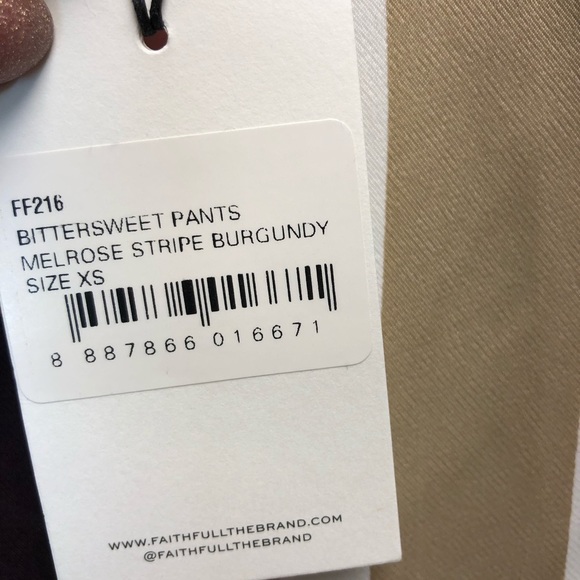 FF216
BITTERSWEET PANTS
MELROSE STRIPE BURGUNDY
SIZE XS
8 887866 016671
WWW.FAITHFULLTHEBRAND.COM
@FAITHFULLTHEBRAND